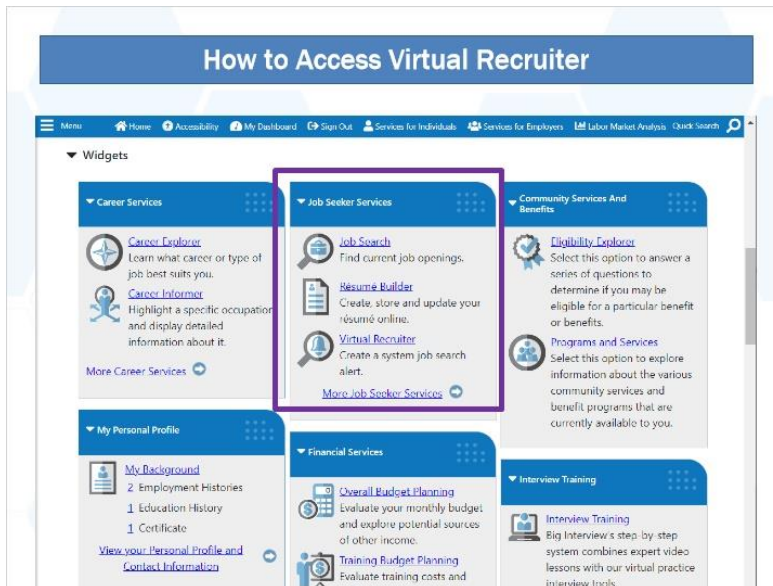 How to Access Virtual Recruiter
Menu Home Accessibility My Dashboard Sign Out Services for Individuals Services for Employers Labor Market Analysis Quick Search
Widgets
Career Services
Career Explorer
Learn what career or type of
job best suits you.
Career Informer
Highlight a specific occupation
and display detailed
information about it.
More Career Services
Job Seeker Services
Job Search
Find current job openings.
Résumé Builder
Create, store and update your
résumé online.
Virtual Recruiter
Create a system job search
alert.
More Job Seeker Services
Community Services And
Benefits
Eligibility Explorer
Select this option to answer a
series of questions to
determine if you may be
eligible for a particular benefit
or benefits.
Programs and Services
Select this option to explore
information about the various
community services and
benefit programs that are
currently available to you.
My Personal Profile
My Background
2 Employment Histories
1 Education History
1 Certificate
View your Personal Profile and
Contact Information
Financial Services
Overall Budget Planning
Evaluate your monthly budget
and explore potential sources
of other income.
Training Budget Planning
Evaluate training costs and
Interview Training
Interview Training
Big Interview's step-by-step
system combines expert video
lessons with our virtual practice
interview tools